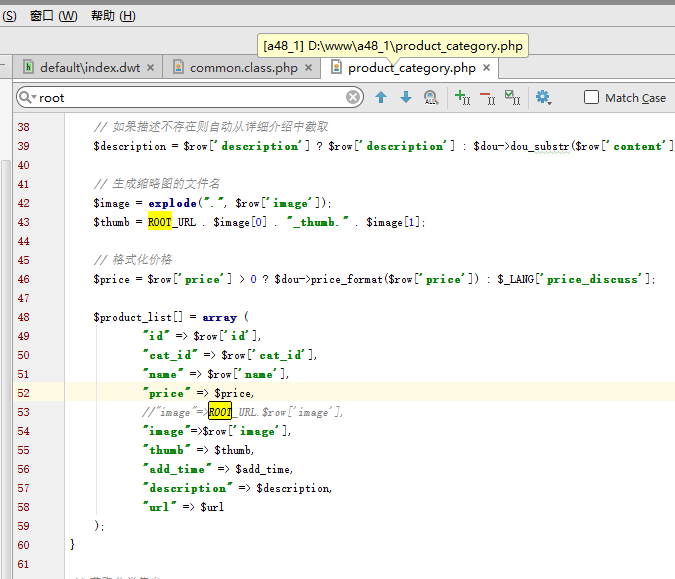 (S) 窗口 (W) 帮助 (H)
[a48_1] D:\www\a48_1\product_category.php
default\index.dwt × common.class.php × product_category.php ×
root ALL Match Case
38 // 如果描述不存在则自动从详细介绍中截取
39 $description = $row['description'] ? $row['description'] : $dou->dou_substr($row['content']
40
41 // 生成缩略图的文件名
42 $image = explode(".", $row['image']);
43 $thumb = ROOT_URL . $image[0] . "_thumb." . $image[1];
44
45 // 格式化价格
46 $price = $row['price'] > 0 ? $dou->price_format($row['price']) : $_LANG['price_discuss'];
47
48 $product_list[] = array (
49 "id" => $row['id'],
50 "cat_id" => $row['cat_id'],
51 "name" => $row['name'],
52 "price" => $price,
53 //"image"=>ROOT_URL.$row['image'],
54 "image"=>$row['image'],
55 "thumb" => $thumb,
56 "add_time" => $add_time,
57 "description" => $description,
58 "url" => $url
59 );
60 }
61